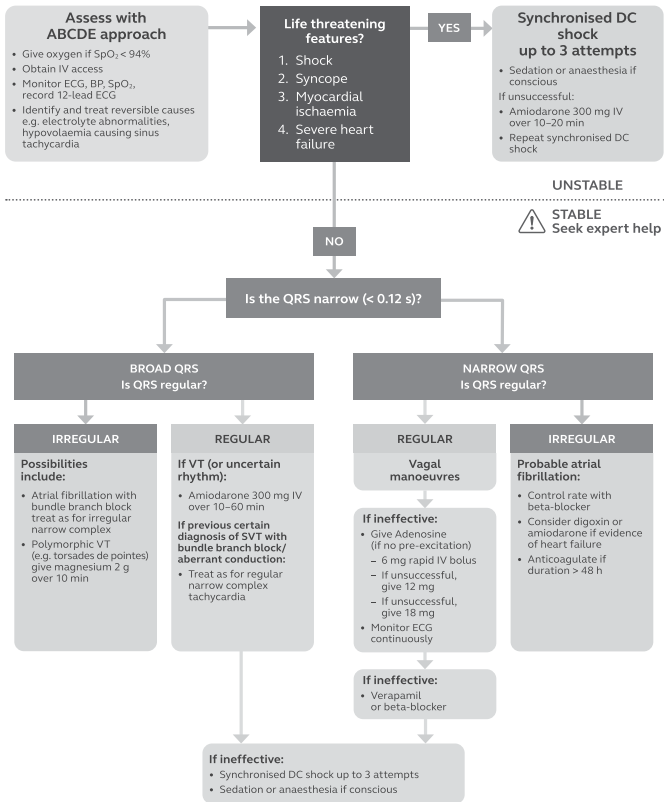 Assess with
ABCDE approach
• Give oxygen if SpO₂ < 94%
• Obtain IV access
• Monitor ECG, BP, SpO₂,
record 12-lead ECG
• Identify and treat reversible causes
e.g. electrolyte abnormalities,
hypovolaemia causing sinus
tachycardia
Life threatening
features?
1. Shock
2. Syncope
3. Myocardial
ischaemia
4. Severe heart
failure
YES
Synchronised DC
shock
up to 3 attempts
• Sedation or anaesthesia if
conscious
If unsuccessful:
• Amiodarone 300 mg IV
over 10–20 min
• Repeat synchronised DC
shock
UNSTABLE
STABLE
Seek expert help
NO
Is the QRS narrow (< 0.12 s)?
BROAD QRS
Is QRS regular?
NARROW QRS
Is QRS regular?
IRREGULAR
Possibilities
include:
• Atrial fibrillation with
bundle branch block
treat as for irregular
narrow complex
• Polymorphic VT
(e.g. torsades de pointes)
give magnesium 2 g
over 10 min
REGULAR
If VT (or uncertain
rhythm):
• Amiodarone 300 mg IV
over 10–60 min
If previous certain
diagnosis of SVT with
bundle branch block/
aberrant conduction:
• Treat as for regular
narrow complex
tachycardia
REGULAR
Vagal
manoeuvres
If ineffective:
• Give Adenosine
(if no pre-excitation)
– 6 mg rapid IV bolus
– If unsuccessful,
give 12 mg
– If unsuccessful,
give 18 mg
• Monitor ECG
continuously
If ineffective:
• Verapamil
or beta-blocker
IRREGULAR
Probable atrial
fibrillation:
• Control rate with
beta-blocker
• Consider digoxin or
amiodarone if evidence
of heart failure
• Anticoagulate if
duration > 48 h
If ineffective:
• Synchronised DC shock up to 3 attempts
• Sedation or anaesthesia if conscious